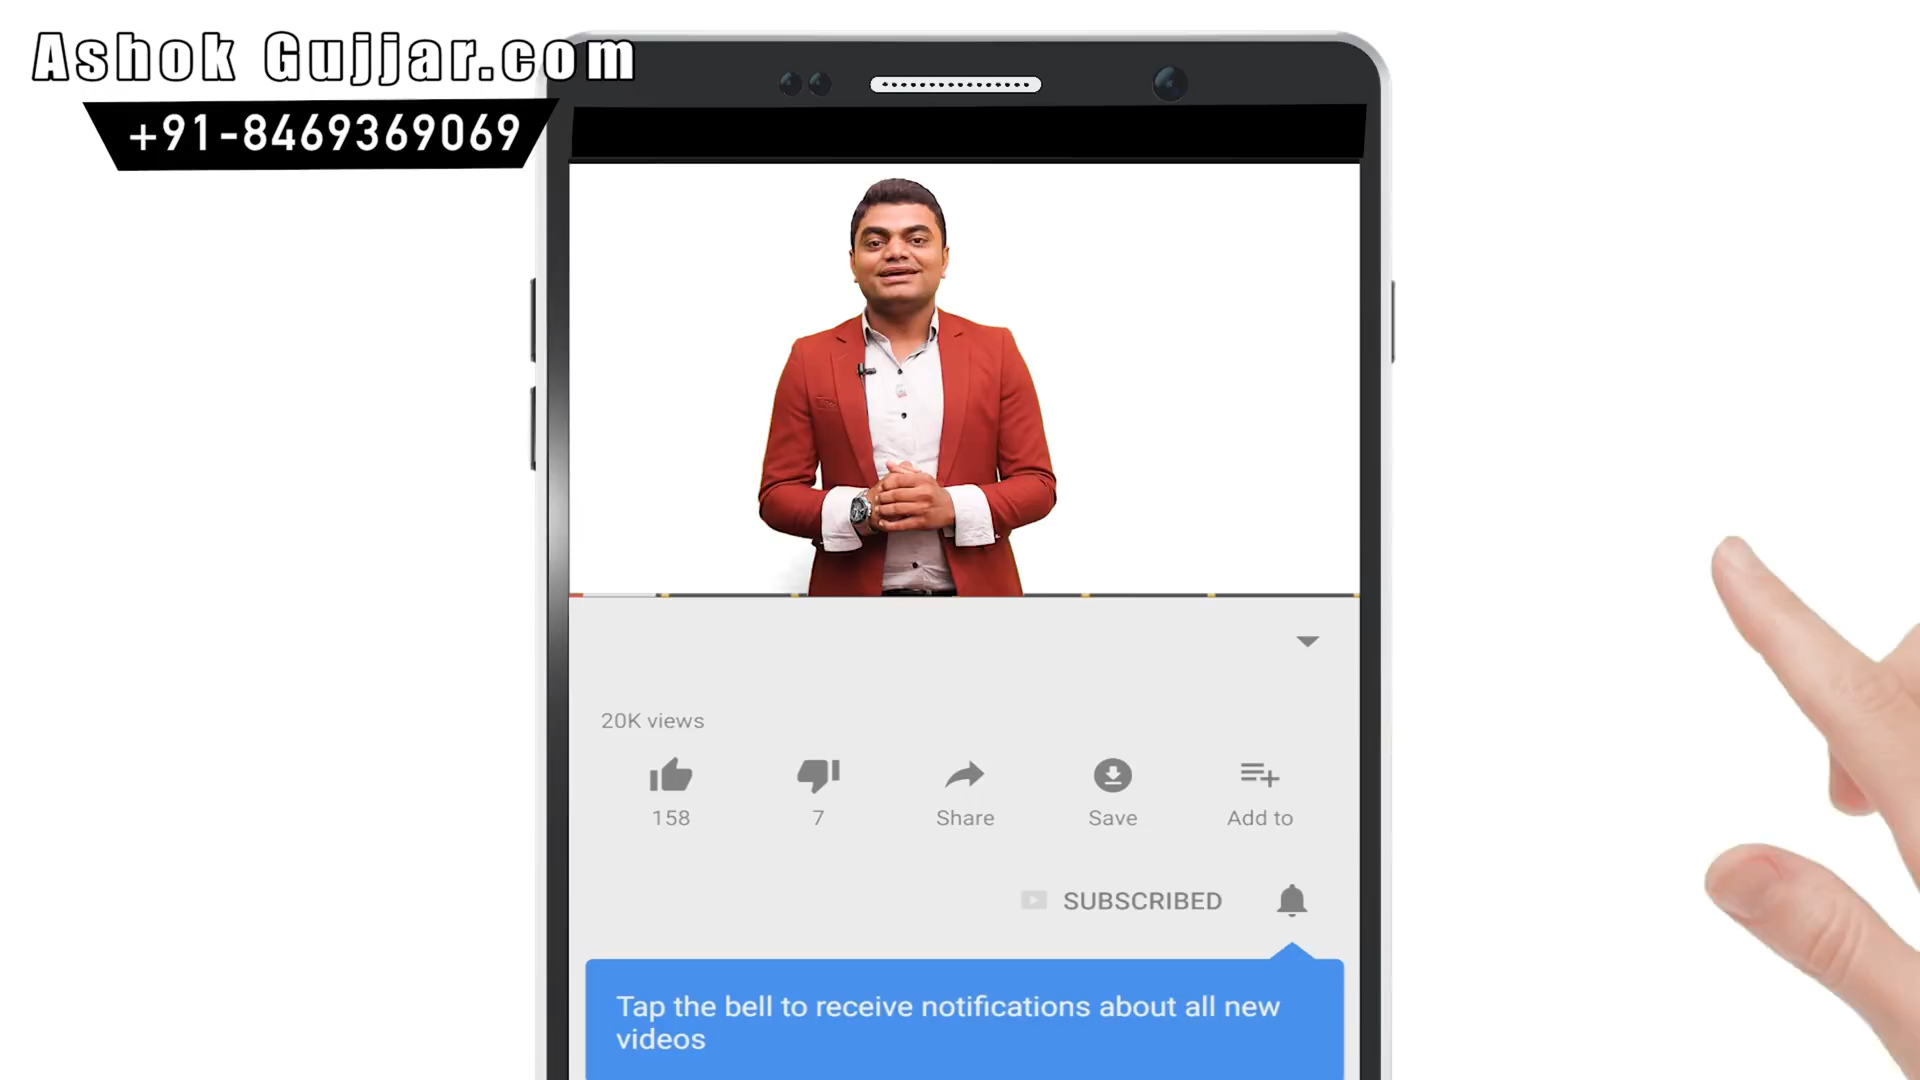 Ashok Gujjar.com
+91-8469369069
20K views
158
7
Share
Save
Add to
SUBSCRIBED
Tap the bell to receive notifications about all new
videos